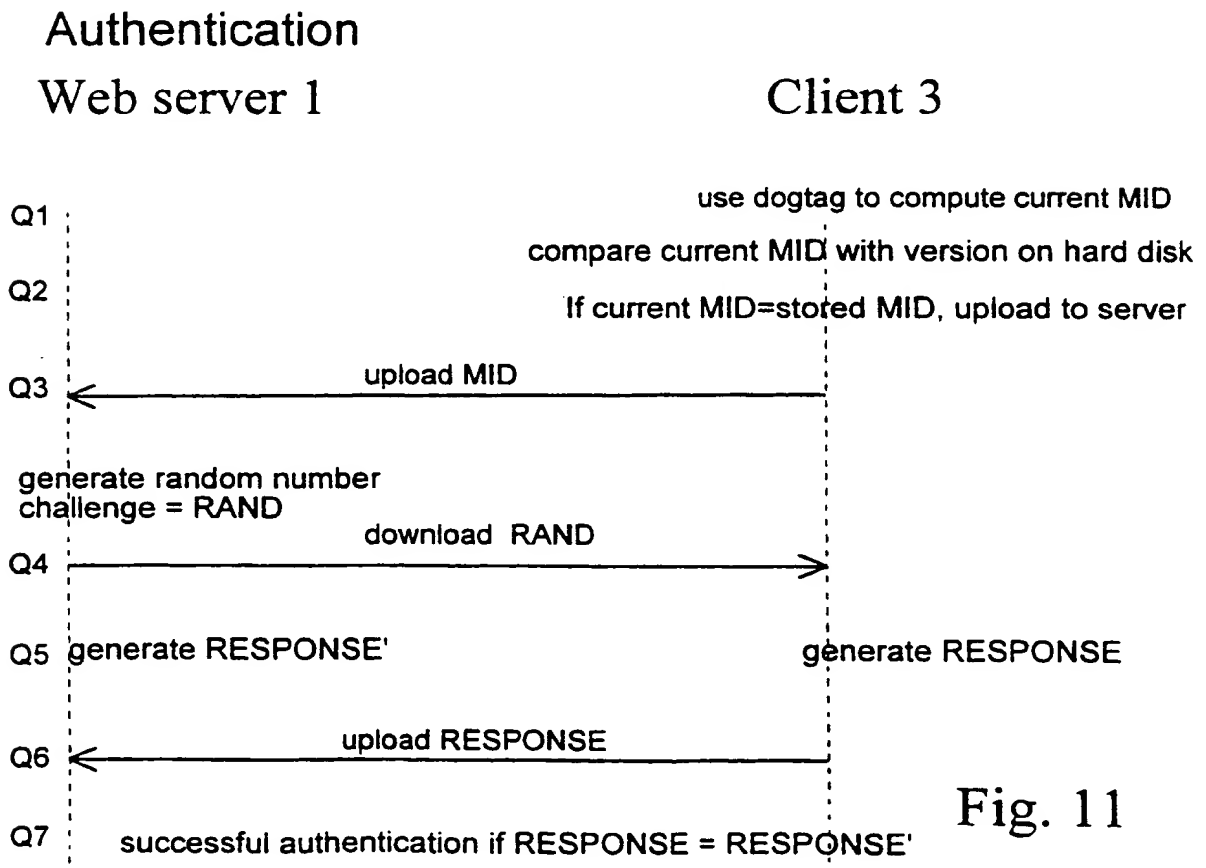 Authentication
Web server 1
Client 3
Q1
use dogtag to compute current MID
compare current MID with version on hard disk
Q2
If current MID=stored MID, upload to server
Q3
upload MID
generate random number
challenge = RAND
download RAND
Q4
Q5
generate RESPONSE'
generate RESPONSE
upload RESPONSE
Q6
Fig. 11
Q7
successful authentication if RESPONSE = RESPONSE'